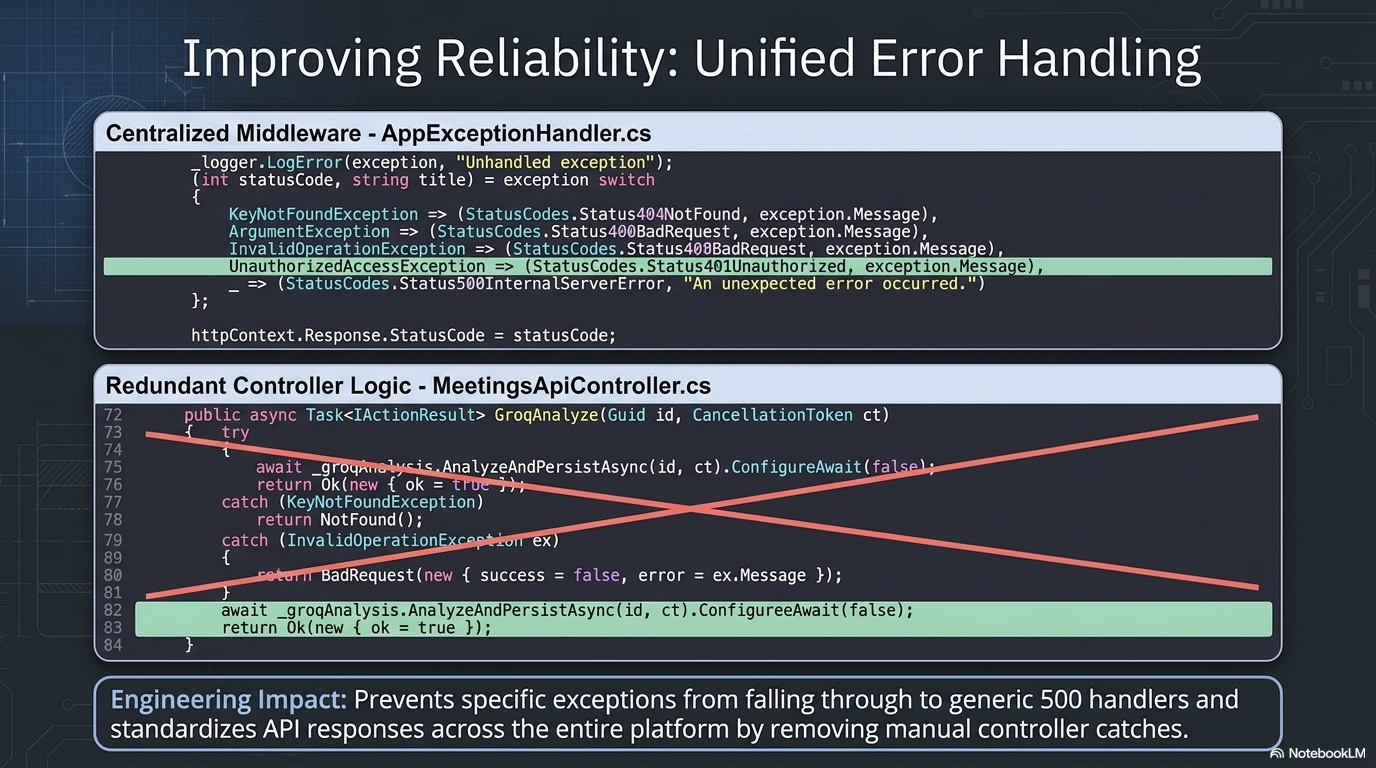 Improving Reliability: Unified Error Handling
Centralized Middleware - AppExceptionHandler.cs
_logger.LogError(exception, "Unhandled exception");
(int statusCode, string title) = exception switch
{
KeyNotFoundException => (StatusCodes.Status404NotFound, exception.Message),
ArgumentException => (StatusCodes.Status400BadRequest, exception.Message),
InvalidOperationException => (StatusCodes.Status400BadRequest, exception.Message),
UnauthorizedAccessException => (StatusCodes.Status401Unauthorized, exception.Message),
_ => (StatusCodes.Status500InternalServerError, "An unexpected error occurred.")
};
httpContext.Response.StatusCode = statusCode;
Redundant Controller Logic - MeetingsApiController.cs
72 public async Task<IActionResult> GroqAnalyze(Guid id, CancellationToken ct)
73 { try
74 {
75 await _groqAnalysis.AnalyzeAndPersistAsync(id, ct).ConfigureAwait(false);
76 return Ok(new { ok = true });
77 catch (KeyNotFoundException)
78 return NotFound();
79 catch (InvalidOperationException ex)
89 {
80 return BadRequest(new { success = false, error = ex.Message });
81 }
82 await _groqAnalysis.AnalyzeAndPersistAsync(id, ct).ConfigureeAwait(false);
83 return Ok(new { ok = true });
84 }
Engineering Impact: Prevents specific exceptions from falling through to generic 500 handlers and
standardizes API responses across the entire platform by removing manual controller catches.
NotebookLM